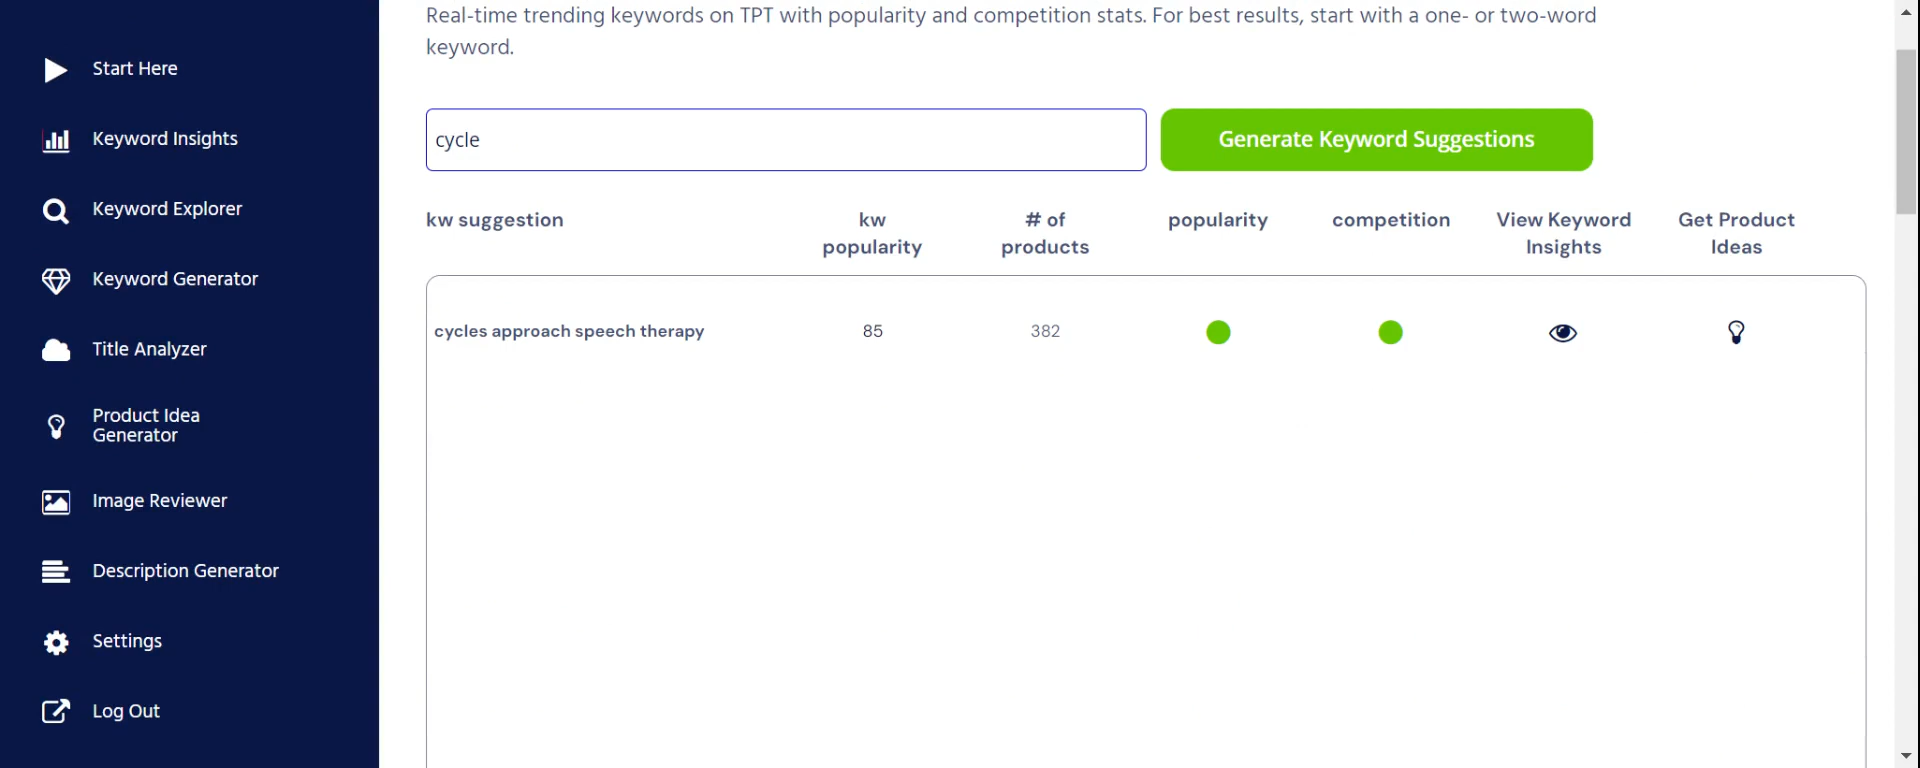 Real-time trending keywords on TPT with popularity and competition stats. For best results, start with a one- or two-word
keyword.
Start Here
Keyword Insights
Keyword Explorer
Keyword Generator
Title Analyzer
Product Idea
Generator
Image Reviewer
Description Generator
Settings
Log Out
cycle
Generate Keyword Suggestions
kw suggestion
kw
popularity
# of
products
popularity
competition
View Keyword
Insights
Get Product
Ideas
cycles approach speech therapy
85
382